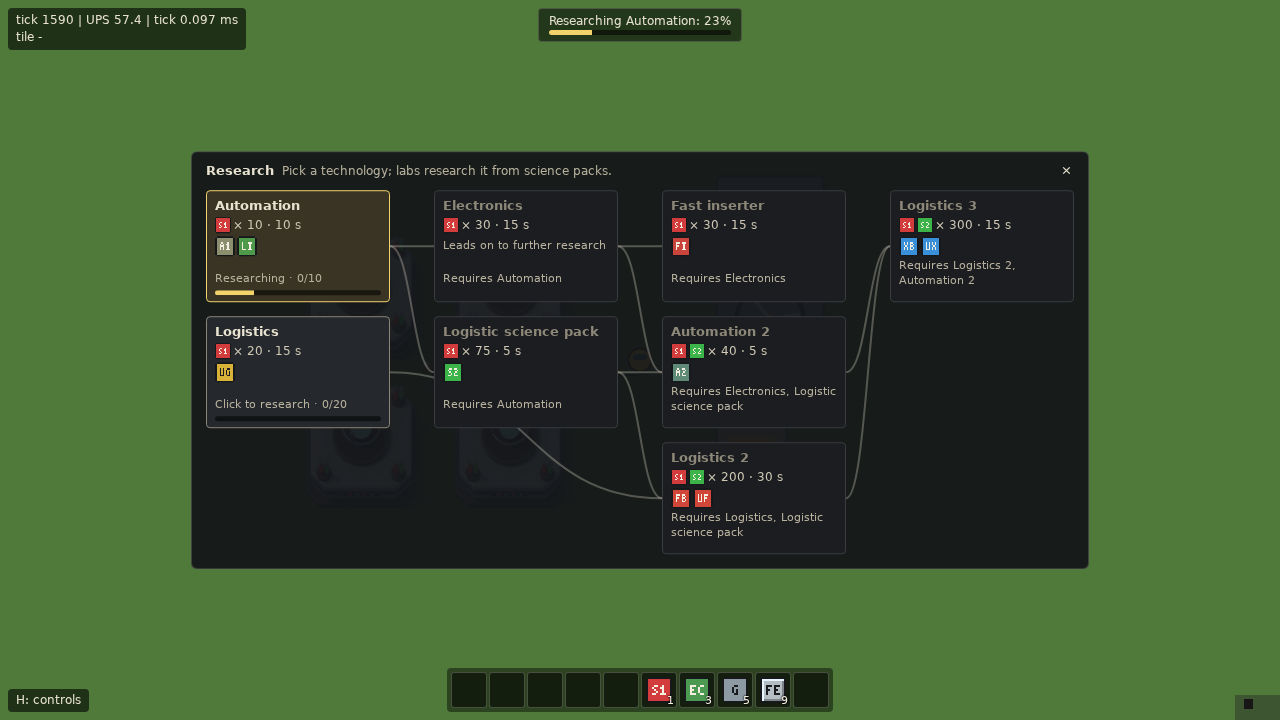 tick 1590 | UPS 57.4 | tick 0.097 ms
tile -
Researching Automation: 23%
Research Pick a technology; labs research it from science packs. ×
Automation
S1 × 10 · 10 s
A1 LI
Researching · 0/10
Electronics
S1 × 30 · 15 s
Leads on to further research
Requires Automation
Fast inserter
S1 × 30 · 15 s
FI
Requires Electronics
Logistics 3
S1 S2 × 300 · 15 s
XB UX
Requires Logistics 2,
Automation 2
Logistics
S1 × 20 · 15 s
UG
Click to research · 0/20
Logistic science pack
S1 × 75 · 5 s
S2
Requires Automation
Automation 2
S1 S2 × 40 · 5 s
A2
Requires Electronics, Logistic
science pack
Logistics 2
S1 S2 × 200 · 30 s
FB UF
Requires Logistics, Logistic
science pack
H: controls
S1 1 EC 3 G 5 FE 9